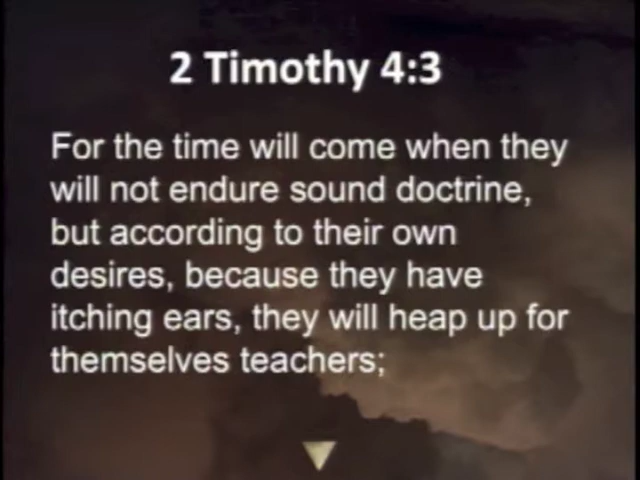 2 Timothy 4:3
For the time will come when they
will not endure sound doctrine,
but according to their own
desires, because they have
itching ears, they will heap up for
themselves teachers;